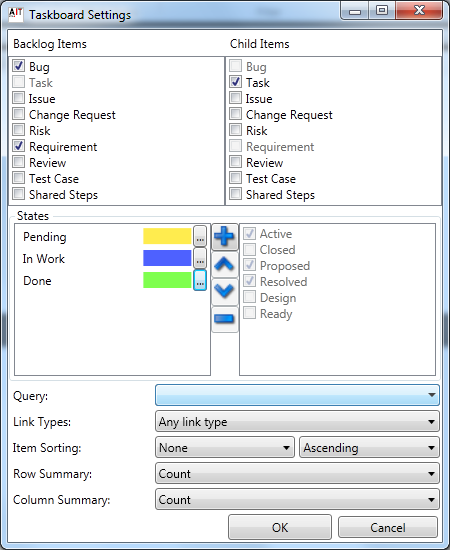 AIT Taskboard Settings
Backlog Items
Bug
Task
Issue
Change Request
Risk
Requirement
Review
Test Case
Shared Steps
Child Items
Bug
Task
Issue
Change Request
Risk
Requirement
Review
Test Case
Shared Steps
States
Pending ...
In Work ...
Done ...
Active
Closed
Proposed
Resolved
Design
Ready
Query:
Link Types: Any link type
Item Sorting: None Ascending
Row Summary: Count
Column Summary: Count
OK Cancel